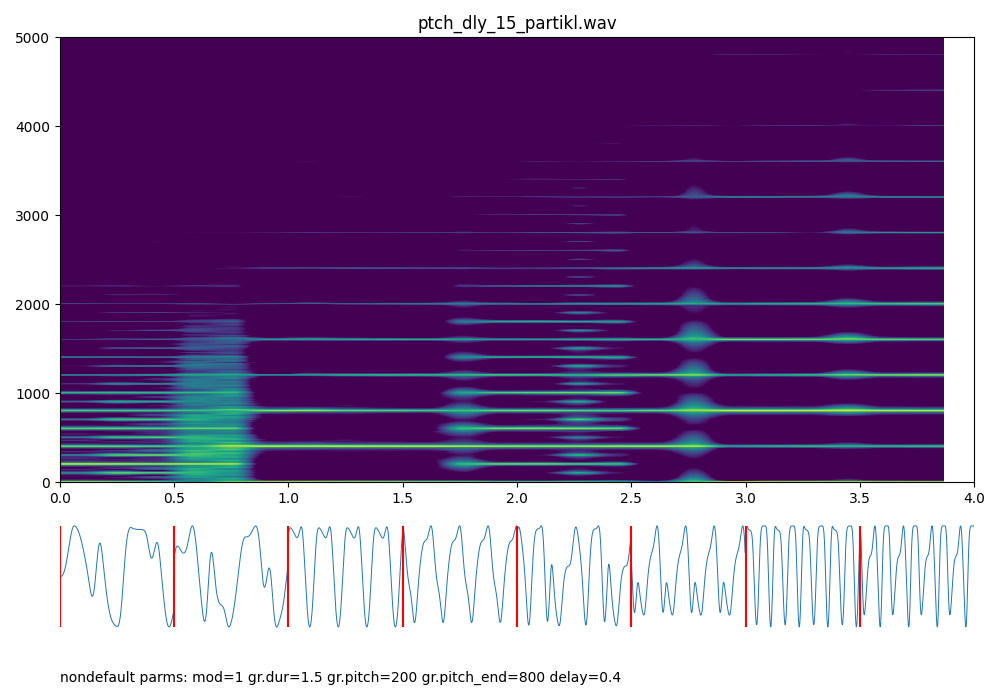 ptch_dly_15_partikl.wav
5000
4000
3000
2000
1000
0
0.0 0.5 1.0 1.5 2.0 2.5 3.0 3.5 4.0
nondefault parms: mod=1 gr.dur=1.5 gr.pitch=200 gr.pitch_end=800 delay=0.4